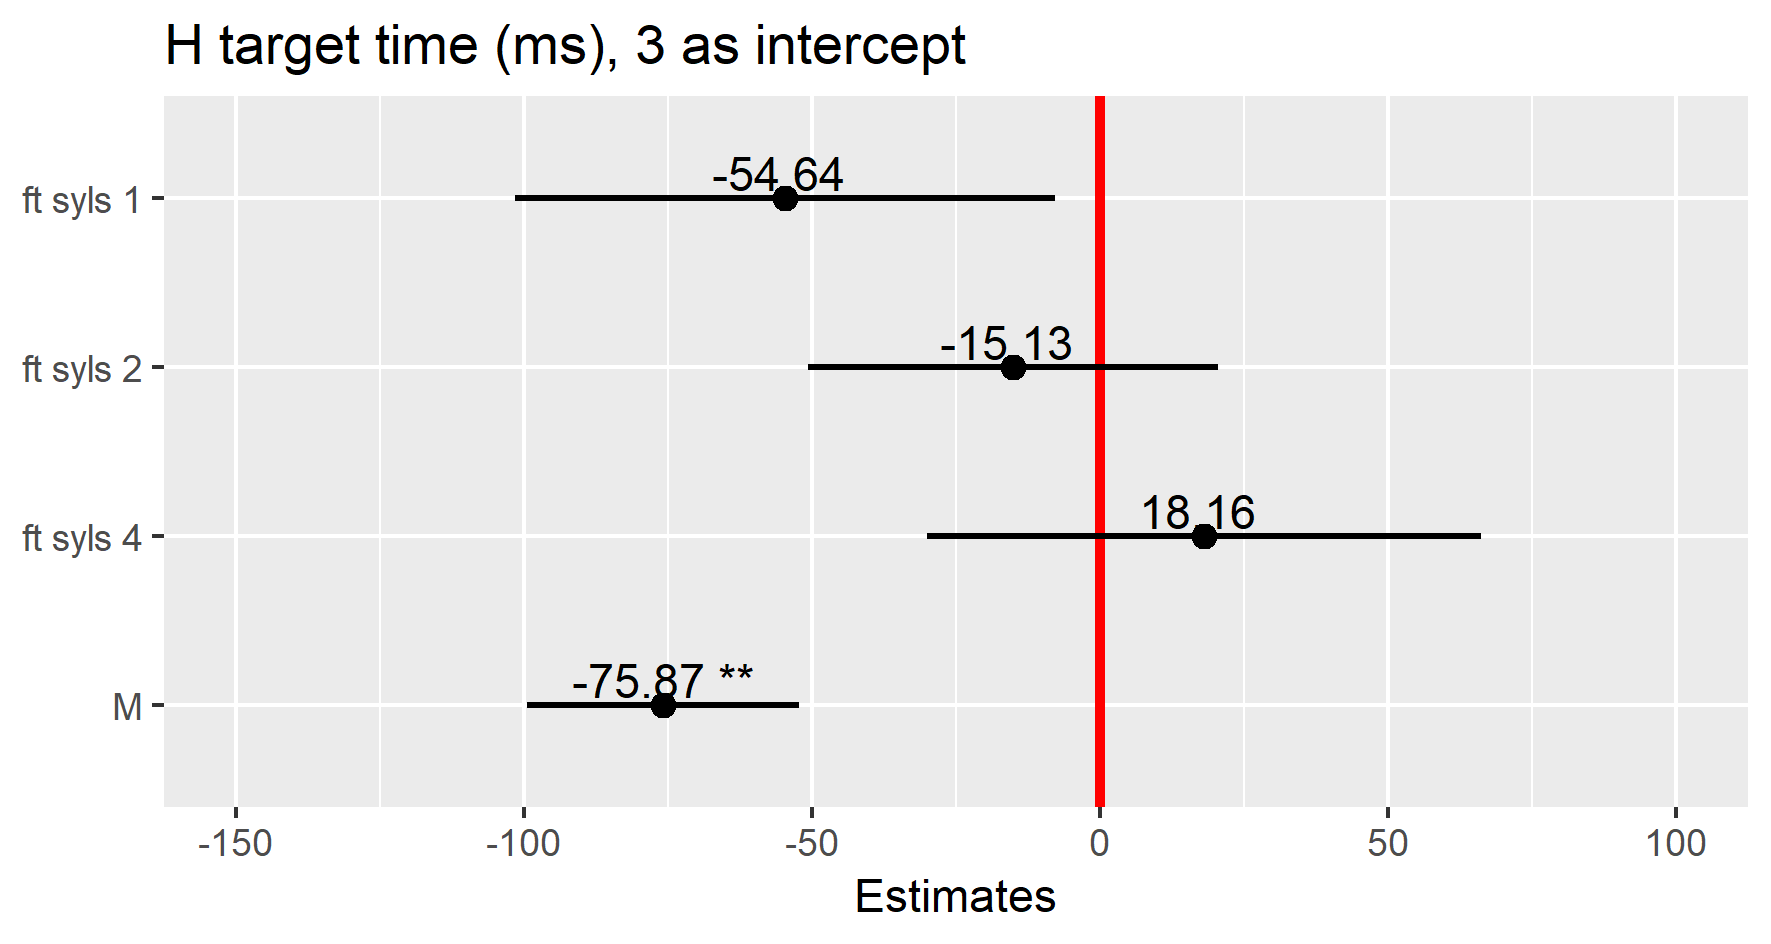 H target time (ms), 3 as intercept
ft syls 1
-54.64
ft syls 2
-15.13
ft syls 4
18.16
M
-75.87 **
-150 -100 -50 0 50 100
Estimates